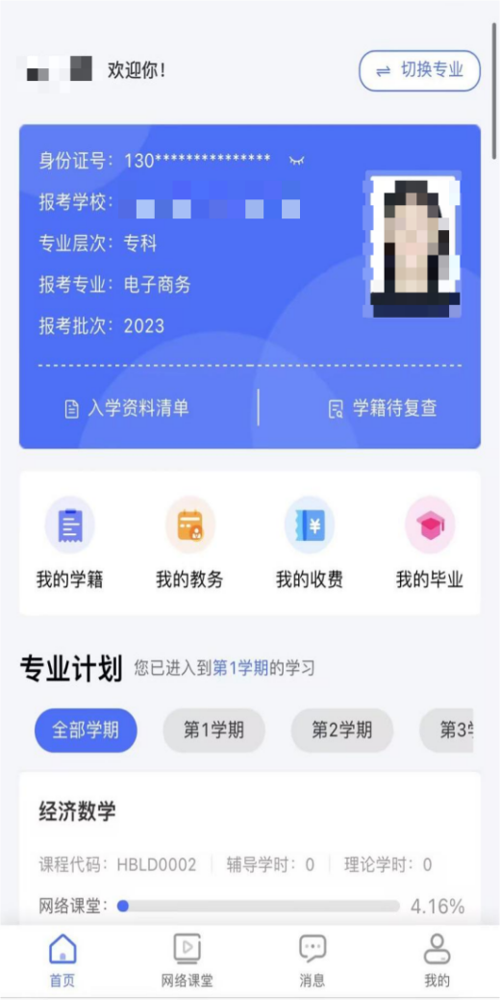 欢迎你!
切换专业
身份证号：130***************
报考学校：
专业层次：专科
报考专业：电子商务
报考批次：2023
入学资料清单
学籍待复查
我的学籍 我的教务 我的收费 我的毕业
专业计划 您已进入到第1学期的学习
全部学期 第1学期 第2学期 第3
经济数学
课程代码：HBLD0002 辅导学时：0 理论学时：0
网络课堂： 4.16%
首页 网络课堂 消息 我的